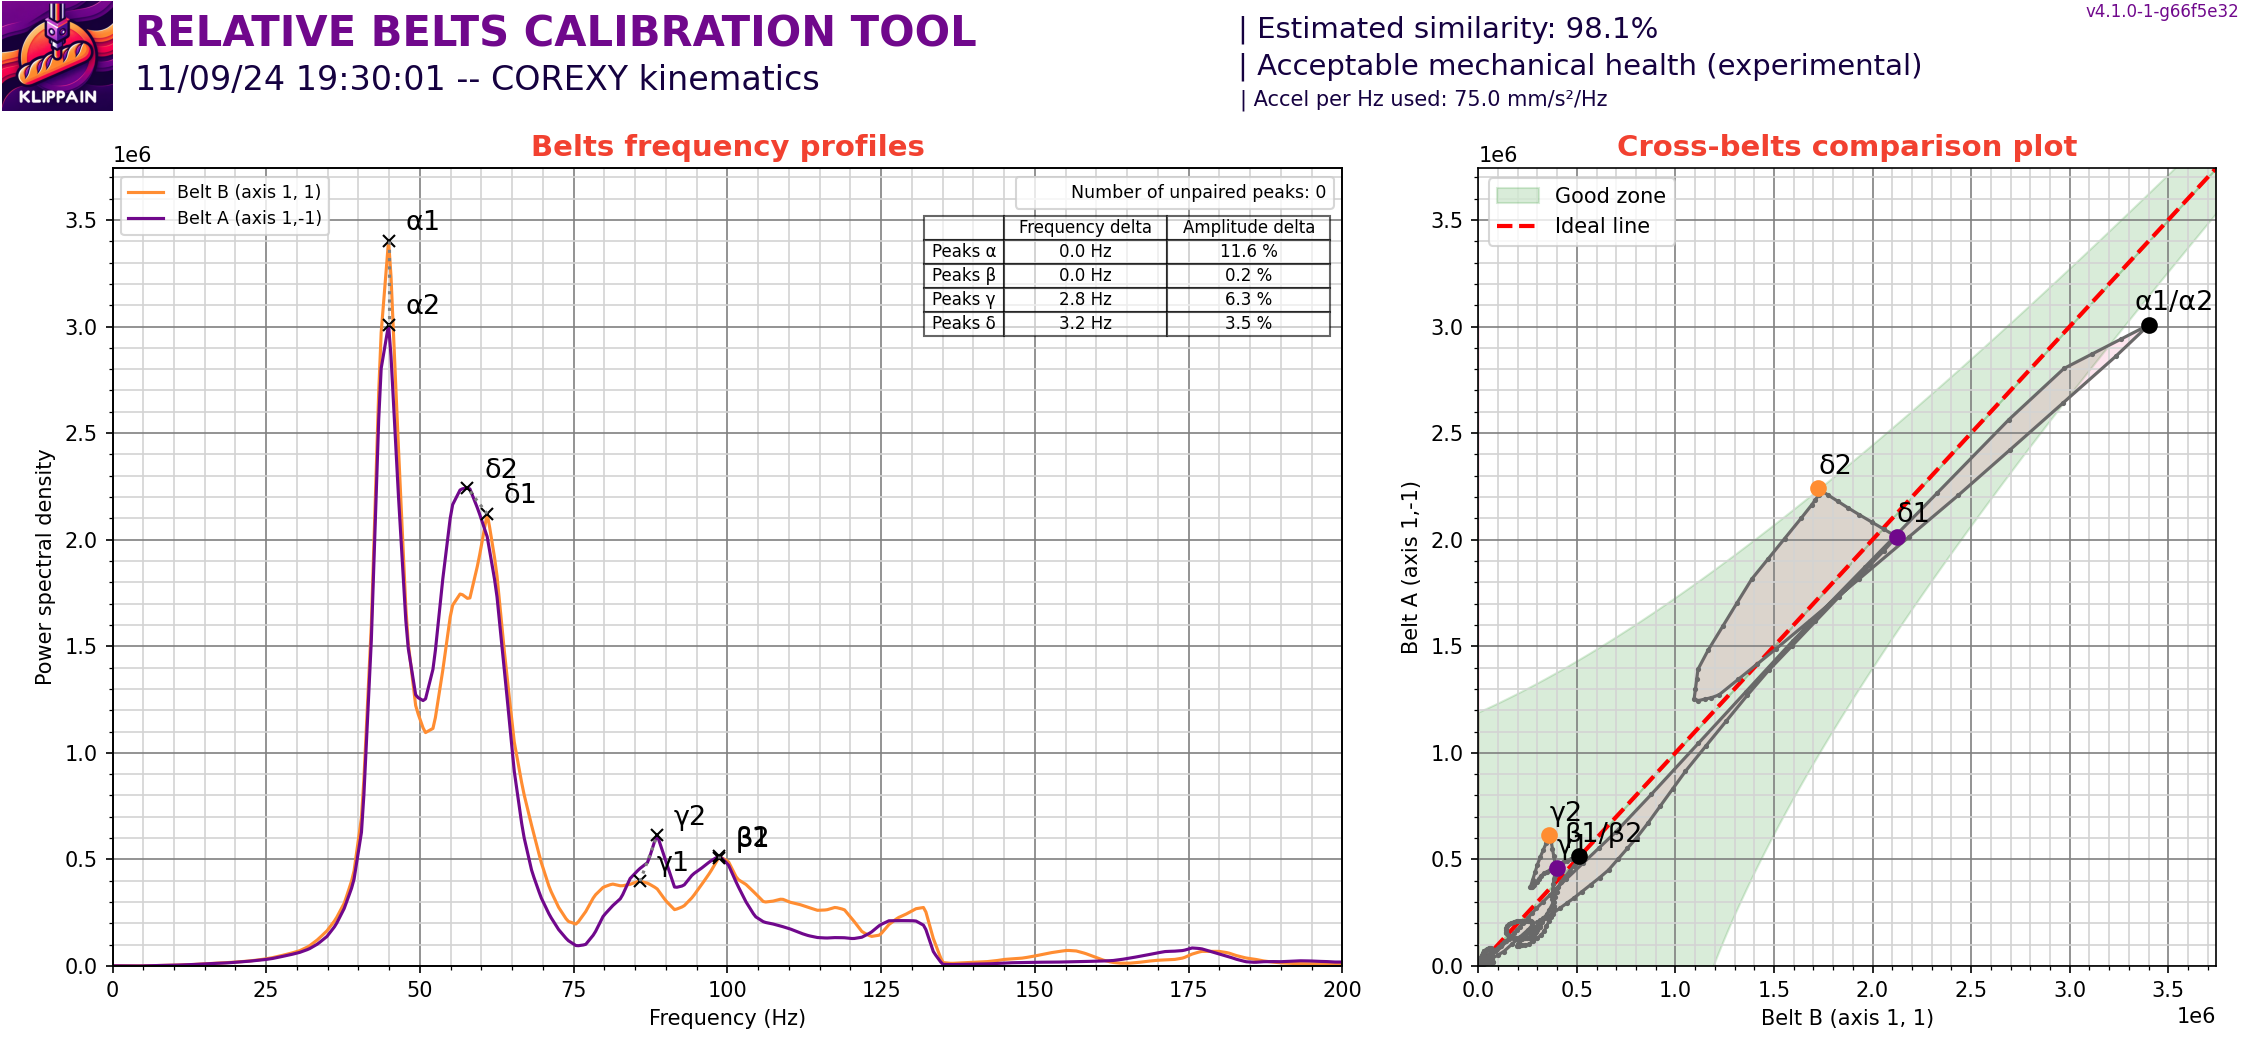 v4.1.0-1-g66f5e32
KLIPPAIN
RELATIVE BELTS CALIBRATION TOOL
11/09/24 19:30:01 -- COREXY kinematics
| Estimated similarity: 98.1%
| Acceptable mechanical health (experimental)
| Accel per Hz used: 75.0 mm/s²/Hz
Belts frequency profiles
1e6
Belt B (axis 1, 1)
Belt A (axis 1,-1)
Number of unpaired peaks: 0
Frequency delta Amplitude delta
Peaks α 0.0 Hz 11.6 %
Peaks β 0.0 Hz 0.2 %
Peaks γ 2.8 Hz 6.3 %
Peaks δ 3.2 Hz 3.5 %
α1
α2
δ2
δ1
γ2
γ1
β1
β2
3.5
3.0
2.5
2.0
1.5
1.0
0.5
0.0
Power spectral density
0 25 50 75 100 125 150 175 200
Frequency (Hz)
Cross-belts comparison plot
1e6
Good zone
Ideal line
α1/α2
δ2
δ1
γ2
β1/β2
γ1
3.5
3.0
2.5
2.0
1.5
1.0
0.5
0.0
Belt A (axis 1,-1)
0.0 0.5 1.0 1.5 2.0 2.5 3.0 3.5
Belt B (axis 1, 1)
1e6